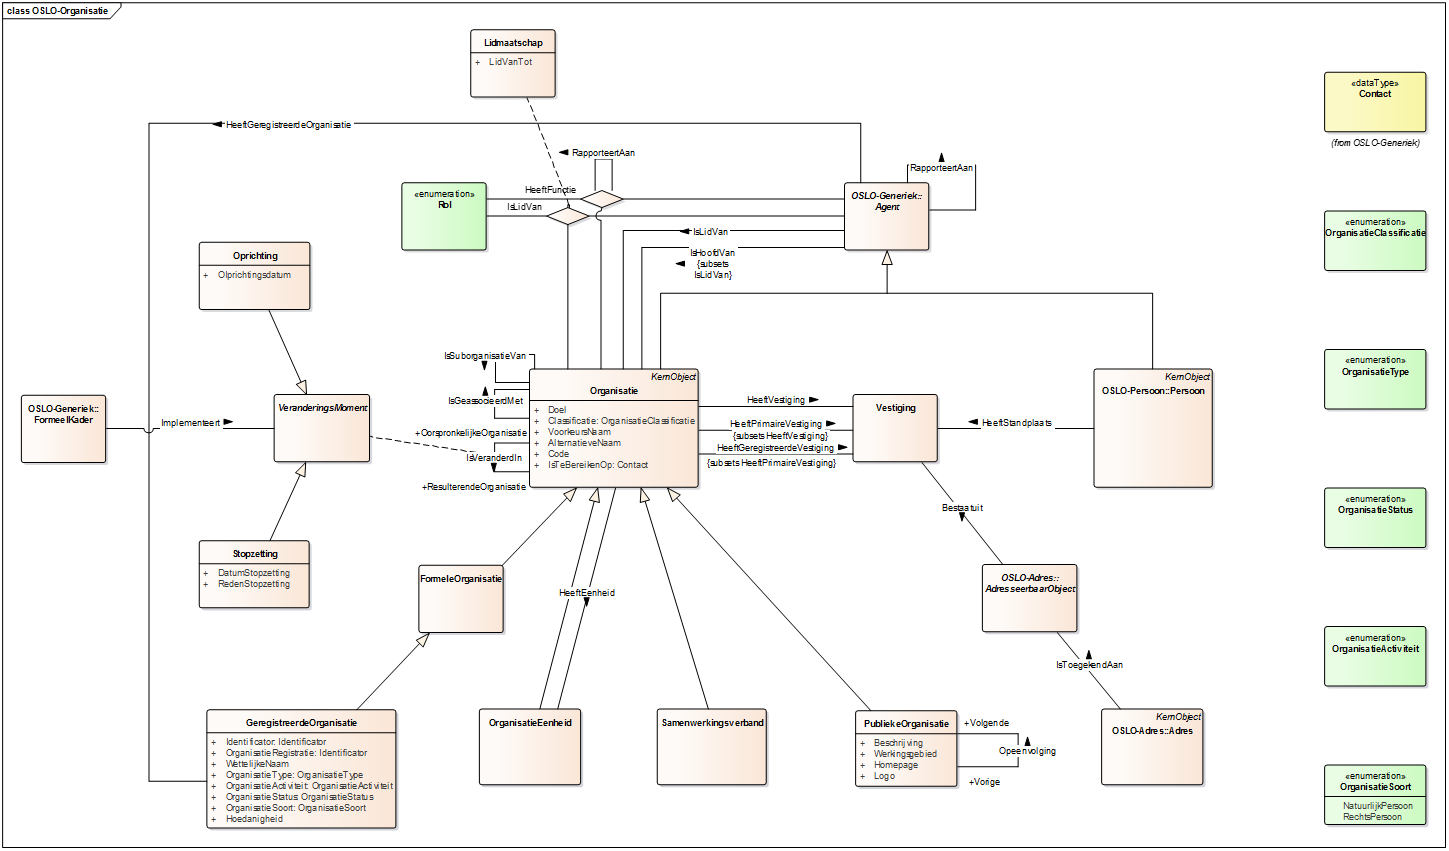 class OSLO-Organisatie
Lidmaatschap
+ LidVanTot
«dataType»
Contact
(from OSLO-Generiek)
HeeftGeregistreerdeOrganisatie
RapporteertAan
RapporteertAan
«enumeration»
Rol
HeeftFunctie
IsLidVan
OSLO-Generiek::
Agent
IsLidVan
IsHoofdVan
{subsets
IsLidVan}
«enumeration»
OrganisatieClassificatie
Oprichting
+ OIprichtingsdatum
IsSuborganisatieVan
IsGeassocieerdMet
+OorspronkelijkeOrganisatie
IsVeranderdIn
+ResulterendeOrganisatie
KernObject
Organisatie
+ Doel
+ Classificatie: OrganisatieClassificatie
+ VoorkeursNaam
+ AlternatieveNaam
+ Code
+ IsTeBereikenOp: Contact
HeeftVestiging
HeeftPrimaireVestiging
{subsets HeeftVestiging}
HeeftGeregistreerdeVestiging
{subsets HeeftPrimaireVestiging}
Vestiging
HeeftStandplaats
KernObject
OSLO-Persoon::Persoon
«enumeration»
OrganisatieType
OSLO-Generiek::
FormeelKader
Implementeert
VeranderingsMoment
Stopzetting
+ DatumStopzetting
+ RedenStopzetting
Bestaatuit
«enumeration»
OrganisatieStatus
FormeleOrganisatie
HeeftEenheid
OSLO-Adres::
AdresseerbaarObject
IsToegekendAan
«enumeration»
OrganisatieActiviteit
GeregistreerdeOrganisatie
+ Identificator: Identificator
+ OrganisatieRegistratie: Identificator
+ WettelijkeNaam
+ OrganisatieType: OrganisatieType
+ OrganisatieActiviteit: OrganisatieActiviteit
+ OrganisatieStatus: OrganisatieStatus
+ OrganisatieSoort: OrganisatieSoort
+ Hoedanigheid
OrganisatieEenheid
Samenwerkingsverband
PubliekeOrganisatie
+ Beschrijving
+ Werkingsgebied
+ Homepage
+ Logo
+Volgende
Opeenvolging
+Vorige
KernObject
OSLO-Adres::Adres
«enumeration»
OrganisatieSoort
NatuurlijkPersoon
RechtsPersoon